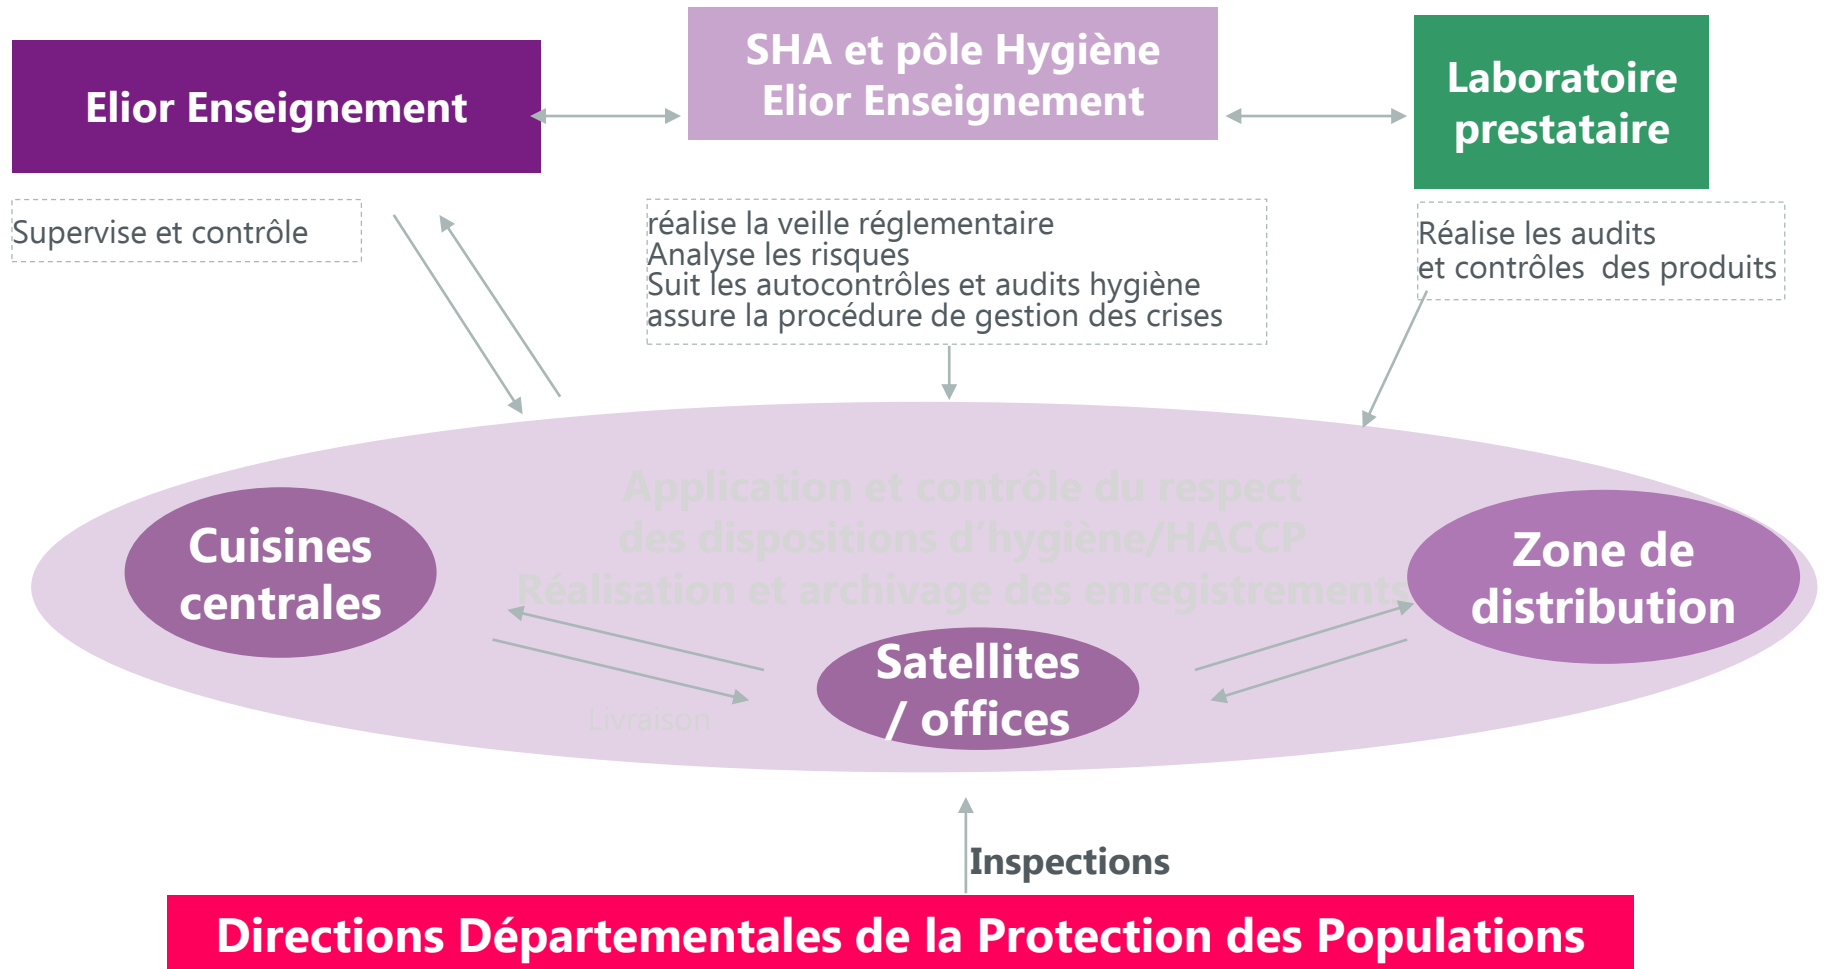 Elior Enseignement
SHA et pôle Hygiène
Elior Enseignement
Laboratoire
prestataire
Supervise et contrôle
réalise la veille réglementaire
Analyse les risques
Suit les autocontrôles et audits hygiène
assure la procédure de gestion des crises
Réalise les audits
et contrôles des produits
Application et contrôle du respect
des dispositions d'hygiène/HACCP
Réalisation et archivage des enregistrements
Cuisines
centrales
Zone de
distribution
Satellites
/ offices
Livraison
Inspections
Directions Départementales de la Protection des Populations